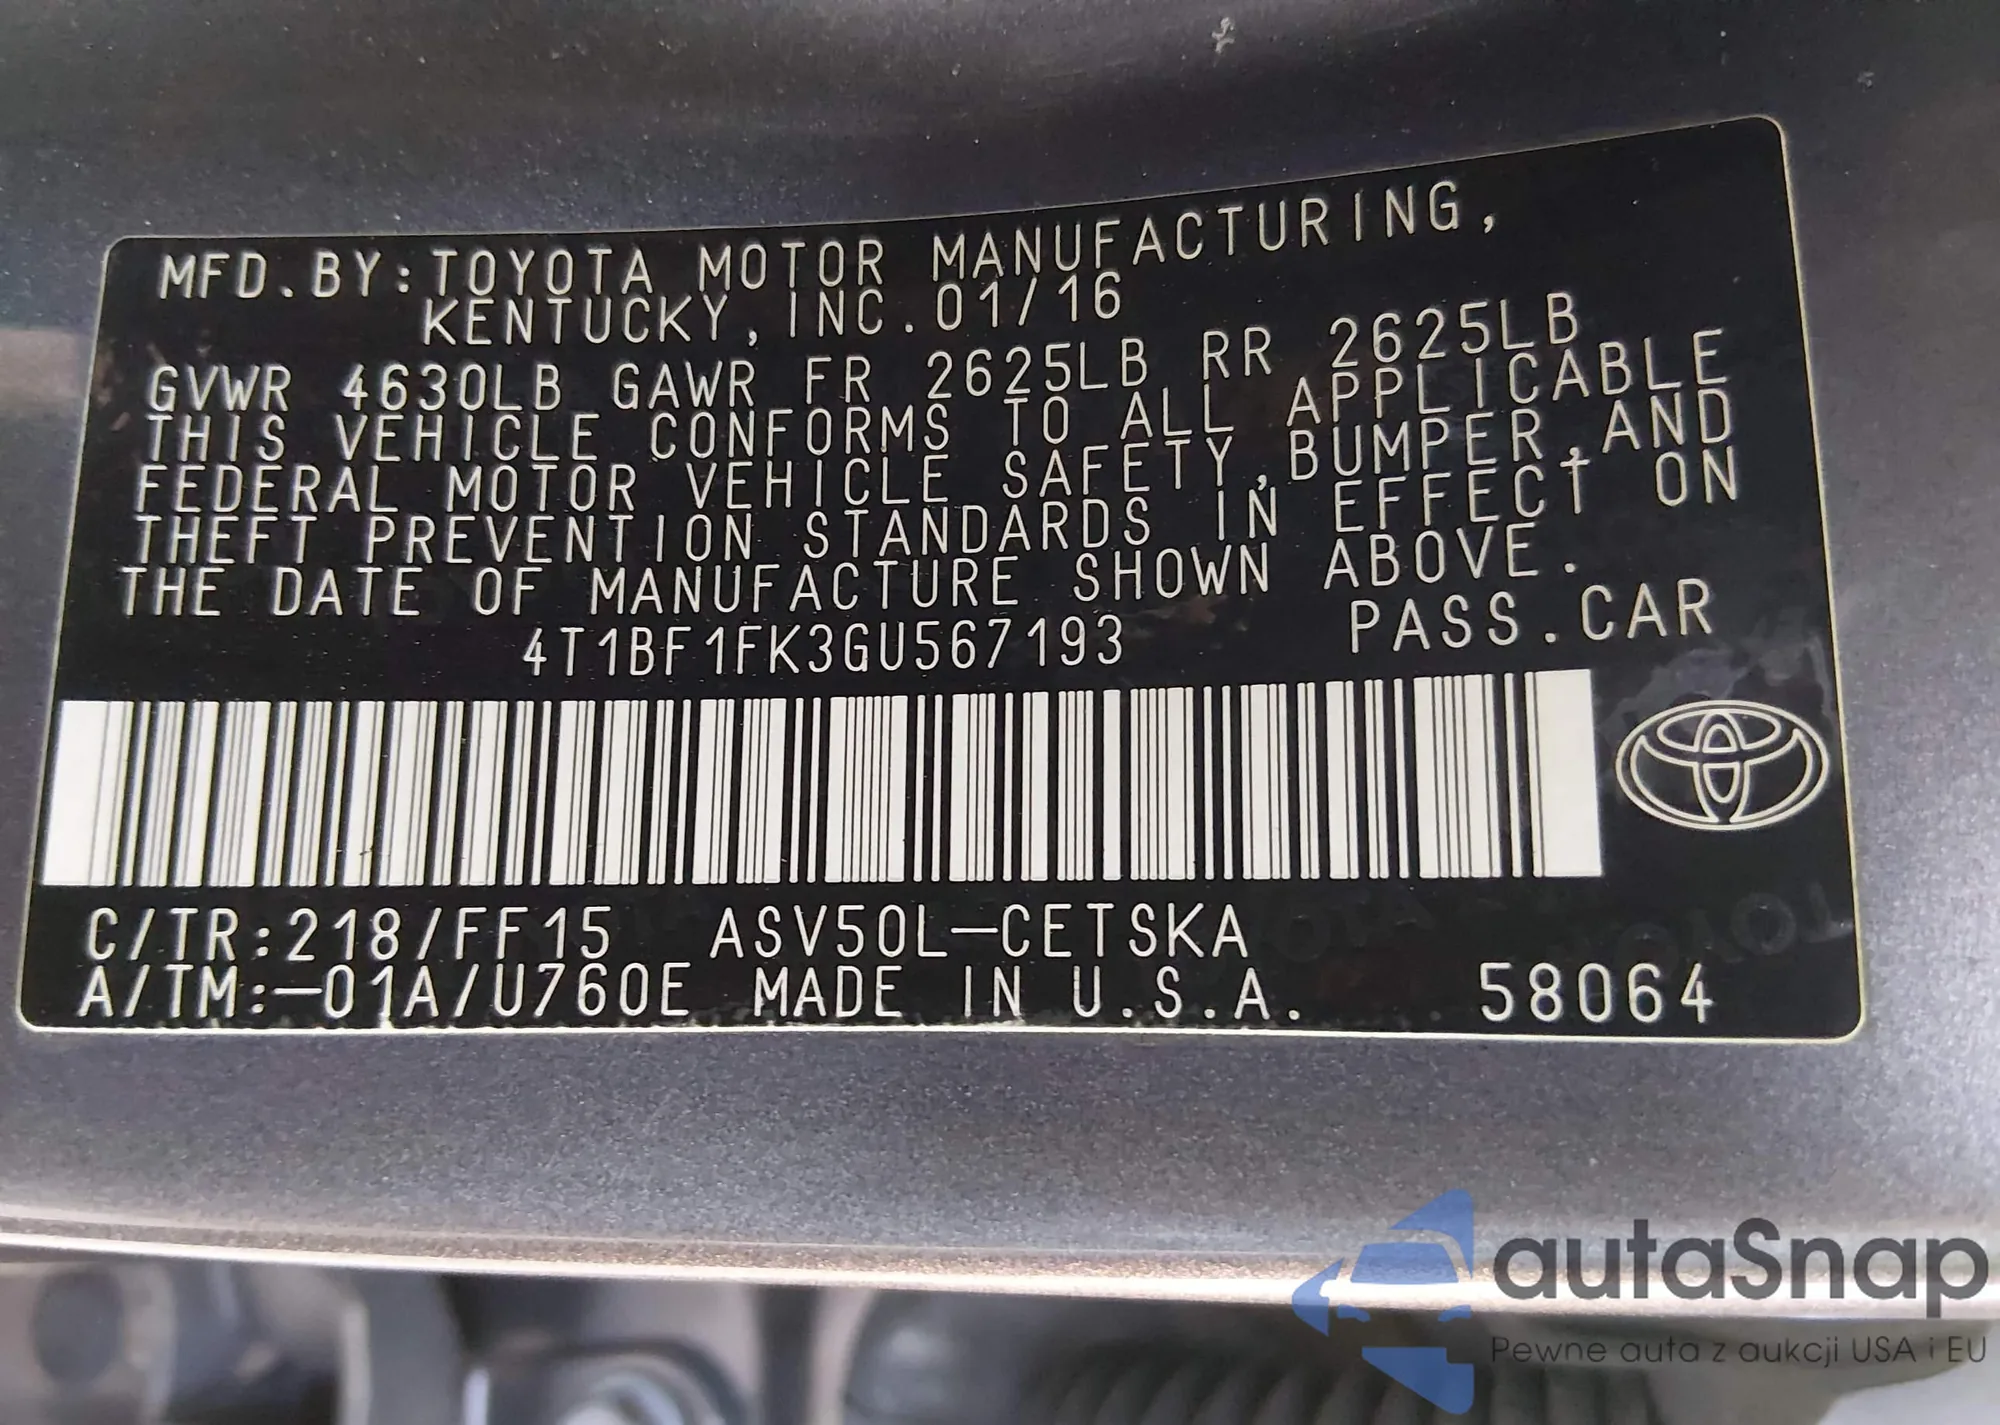 MFD.BY:TOYOTA MOTOR MANUFACTURING,
KENTUCKY, INC.01/16
GVWR 4630LB GAWR FR 2625LB RR 2625LB
THIS VEHICLE CONFORMS TO ALL APPLICABLE
FEDERAL MOTOR VEHICLE SAFETY,BUMPER,AND
THEFT PREVENTION STANDARDS IN EFFECT ON
THE DATE OF MANUFACTURE SHOWN ABOVE.
4T1BF1FK3GU567193 PASS.CAR
C/TR:218/FF15 ASV50L-CETSKA
A/TM:-01A/U760E MADE IN U.S.A. 58064
autaSnap
Pewne auta z aukcji USA i EU